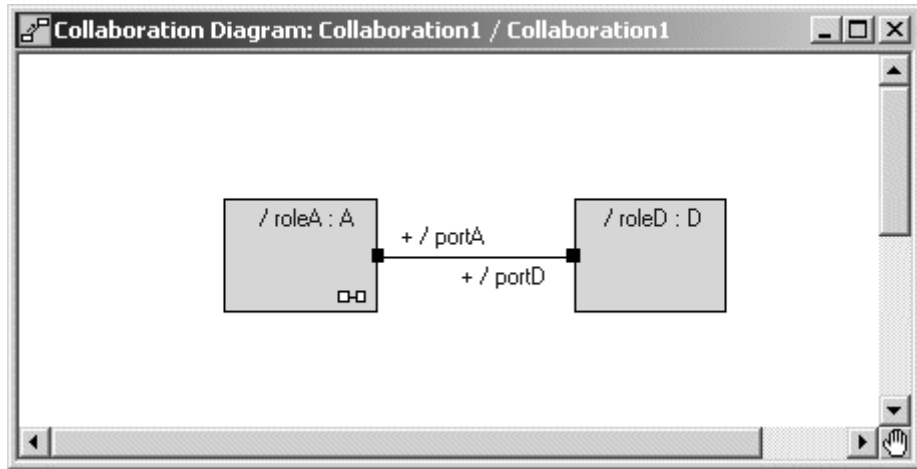 Collaboration Diagram: Collaboration1 / Collaboration1
/ roleA : A
/ roleD : D
+ / portA
+ / portD